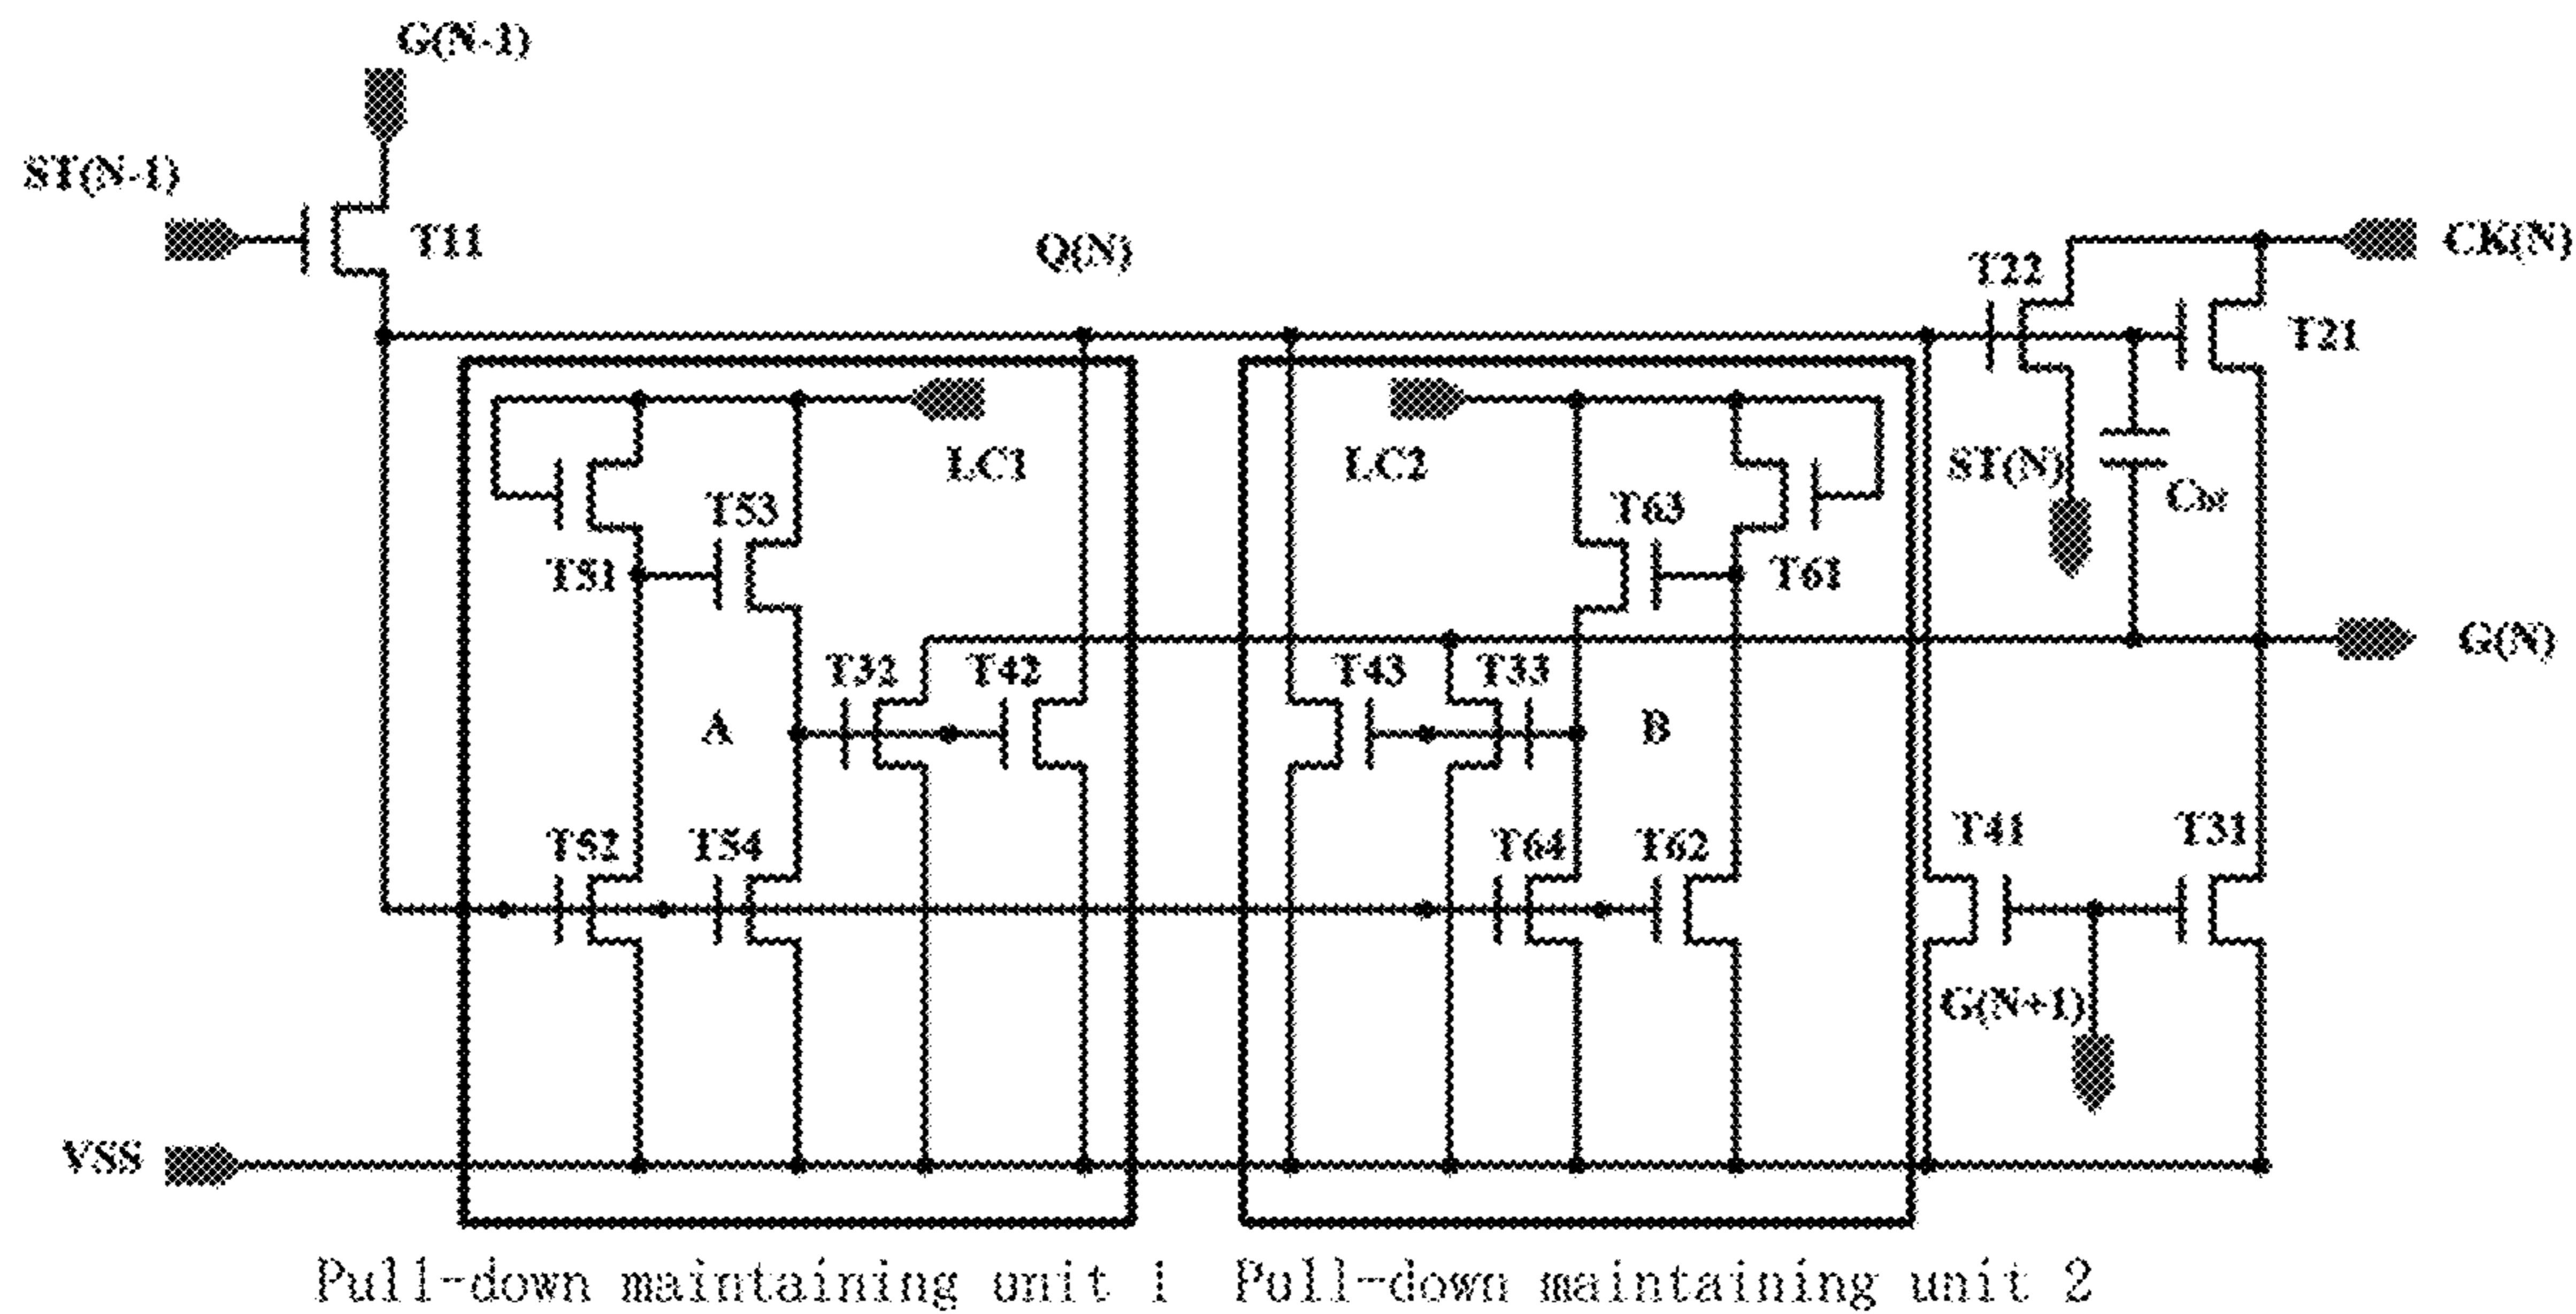 G(N-1)
ST(N-1)
T11
Q(N)
CK(N)
T22
T21
LC1
LC2
ST(N)
T53
T63
T51
T61
G(N)
T32
T42
T43
T33
A
B
T52
T54
T64
T62
T41
T31
G(N+1)
VSS
Pull-down maintaining unit 1
Pull-down maintaining unit 2